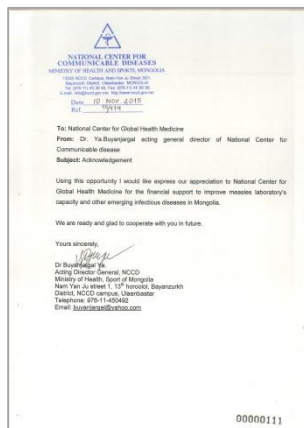 NATIONAL CENTER FOR
COMMUNICABLE DISEASES
MINISTRY OF HEALTH AND SPORTS, MONGOLIA
Date 10 NOV. 2015
Ref
To: National Center for Global Health Medicine
From: Dr. Ya.Buyanjargal acting general director of National Center for
Communicable disease
Subject: Acknowledgement
Using this opportunity I would like express our appreciation to National Center for
Global Health Medicine for the financial support to improve measles laboratory's
capacity and other emerging infectious diseases in Mongolia.
We are ready and glad to cooperate with you in future.
Yours sincerely,
Dr Buyanjargal Ya.
Acting Director General, NCCD
Ministry of Health, Sport of Mongolia
Nam Yan Ju street 1, 13th horoolol, Bayanzurkh
District, NCCD campus, Ulaanbaatar
Telephone: 976-11-450492
Email: buyanjargal@yahoo.com
00000111